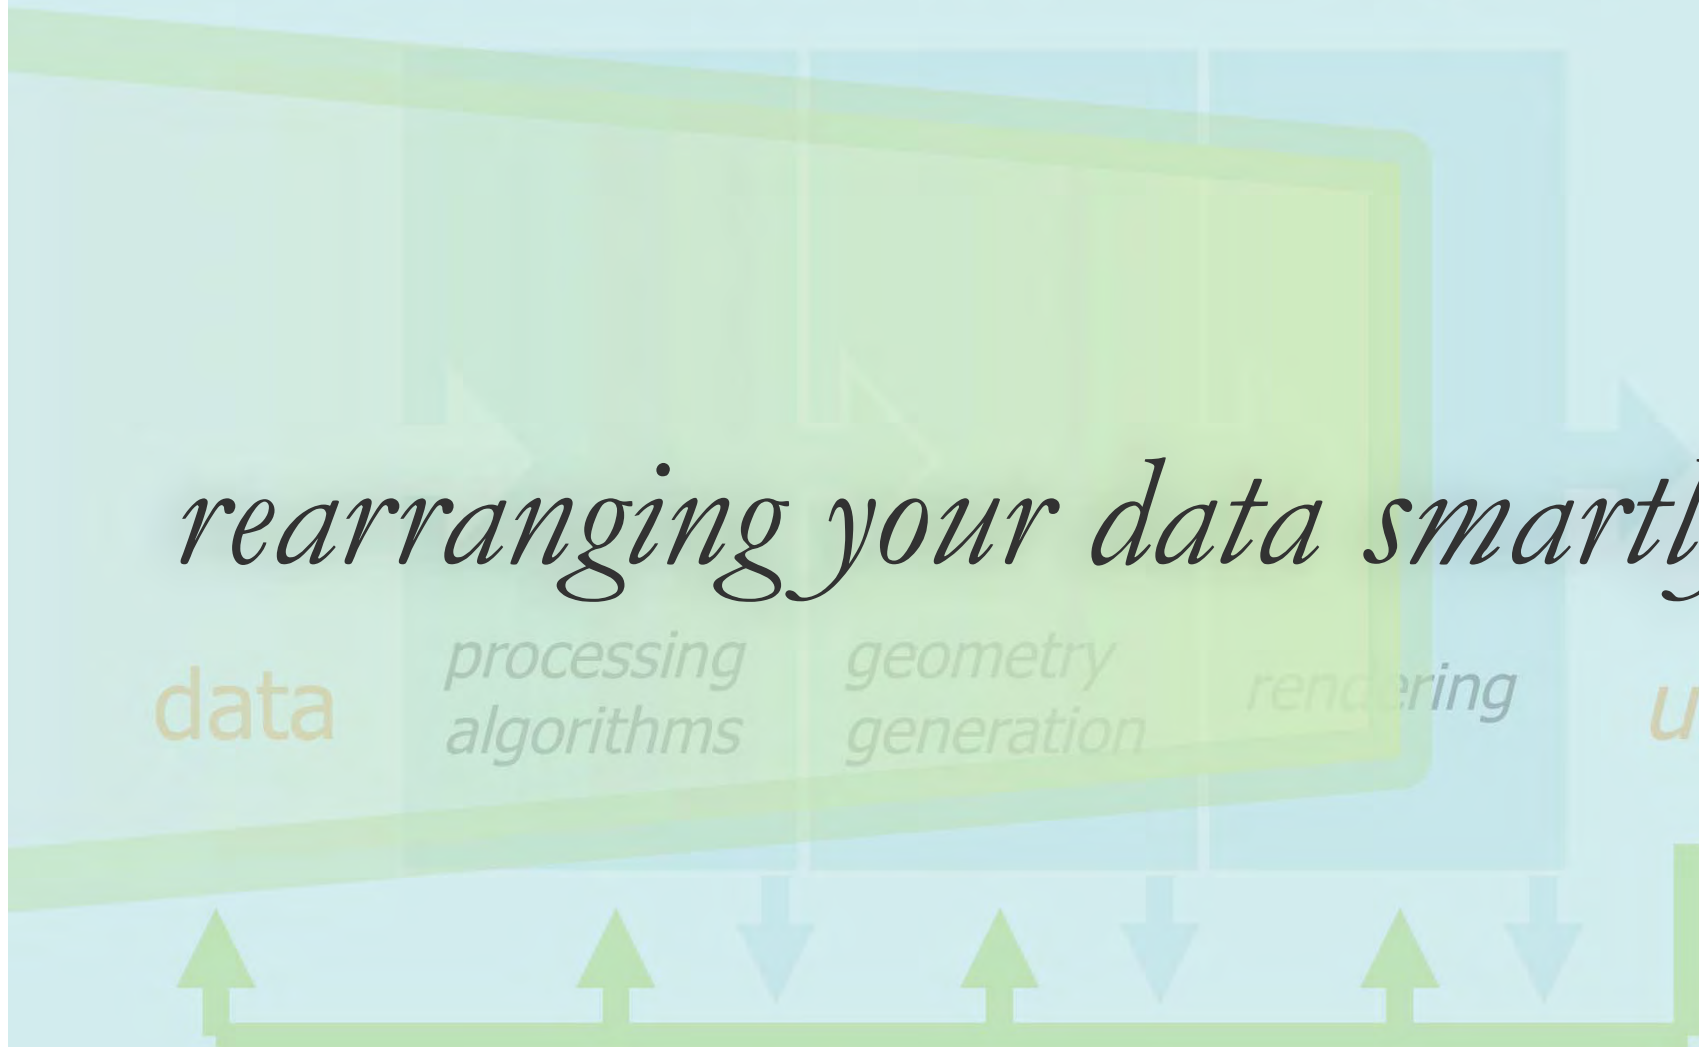 rearranging your data smartl
data
processing
algorithms
geometry
generation
rendering
u